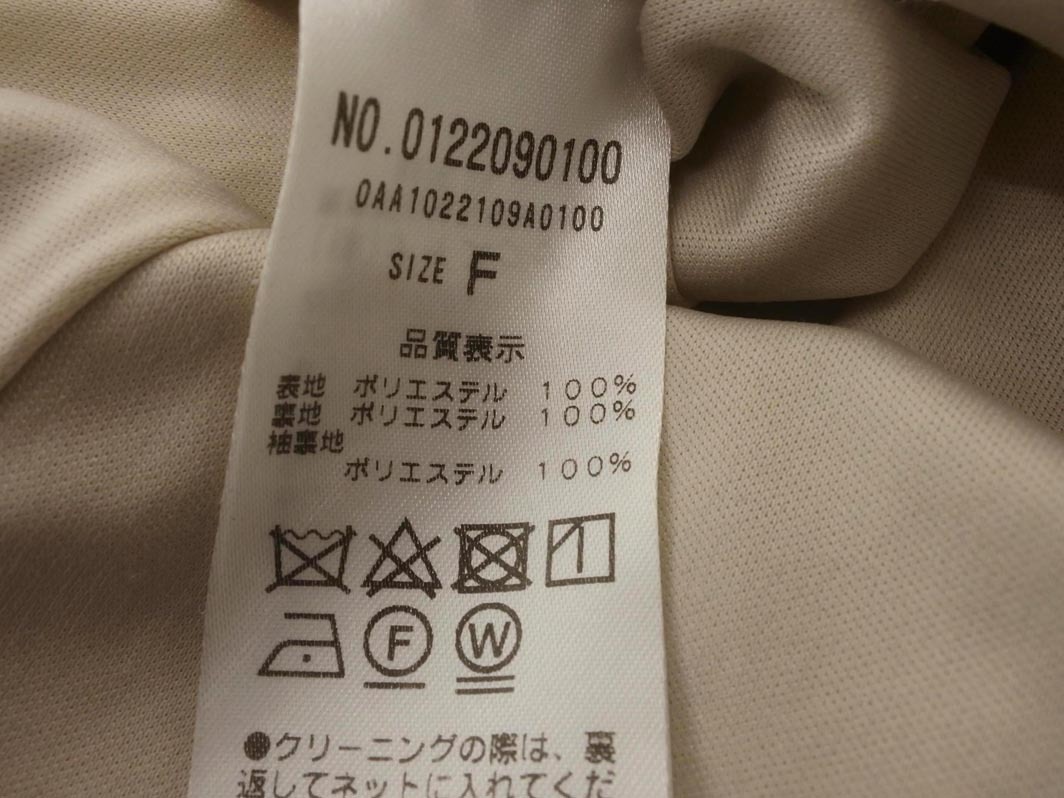 NO.0122090100
0AA1022109A0100
SIZE F
品質表示
表地 ポリエステル 100%
裏地 ポリエステル 100%
袖裏地
ポリエステル 100%
F
W
●クリーニングの際は、裏
返してネットに入れてくだ